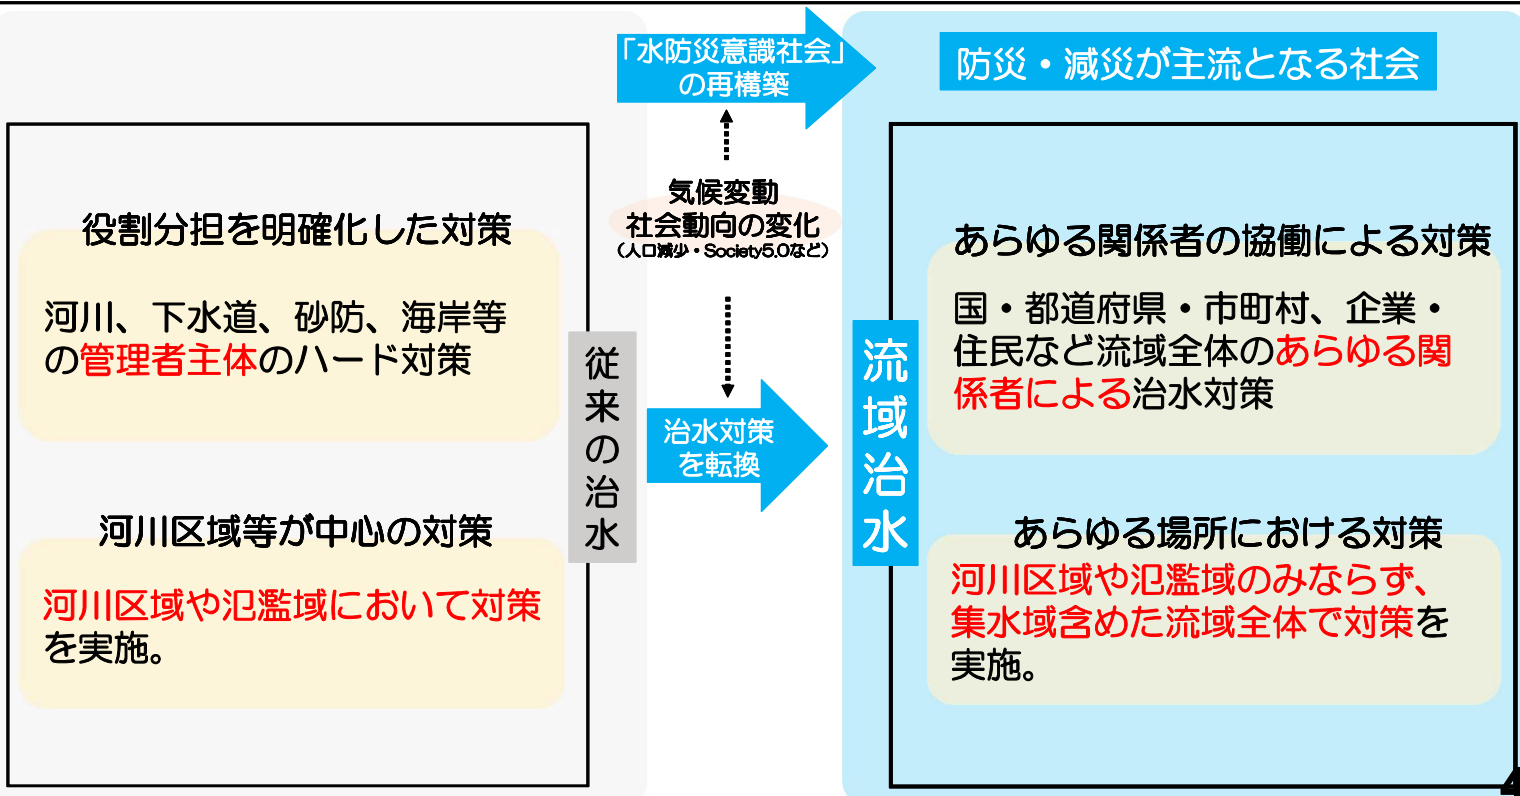 「水防災意識社会」
の再構築
防災・減災が主流となる社会
気候変動
社会動向の変化
（人口減少・Society5.0など）
役割分担を明確化した対策
河川、下水道、砂防、海岸等
の管理者主体のハード対策
河川区域等が中心の対策
河川区域や氾濫域において対策
を実施。
従来の治水
治水対策
を転換
流域治水
あらゆる関係者の協働による対策
国・都道府県・市町村、企業・
住民など流域全体のあらゆる関
係者による治水対策
あらゆる場所における対策
河川区域や氾濫域のみならず、
集水域含めた流域全体で対策を
実施。
4